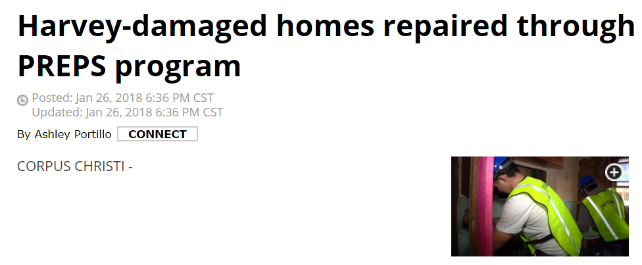 Harvey-damaged homes repaired through
PREPS program
Posted: Jan 26, 2018 6:36 PM CST
Updated: Jan 26, 2018 6:36 PM CST
By Ashley Portillo CONNECT
CORPUS CHRISTI -